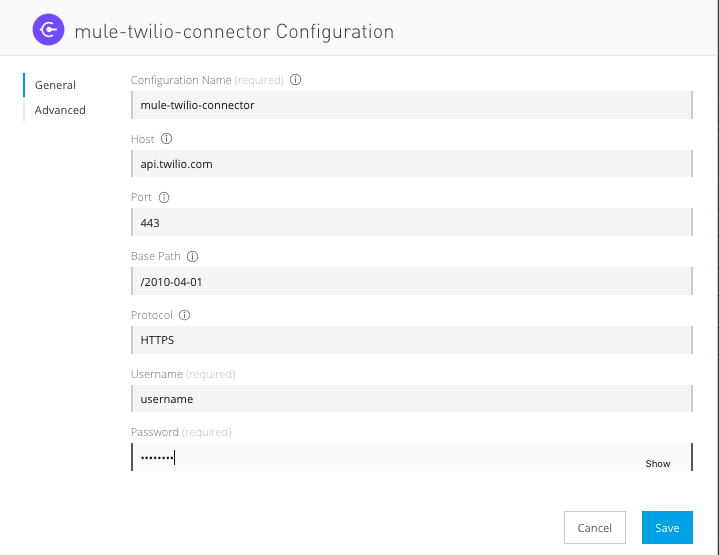 mule-twilio-connector Configuration
General
Advanced
Configuration Name (required)
mule-twilio-connector
Host
api.twilio.com
Port
443
Base Path
/2010-04-01
Protocol
HTTPS
Username (required)
username
Password (required)
••••••••
Show
Cancel
Save